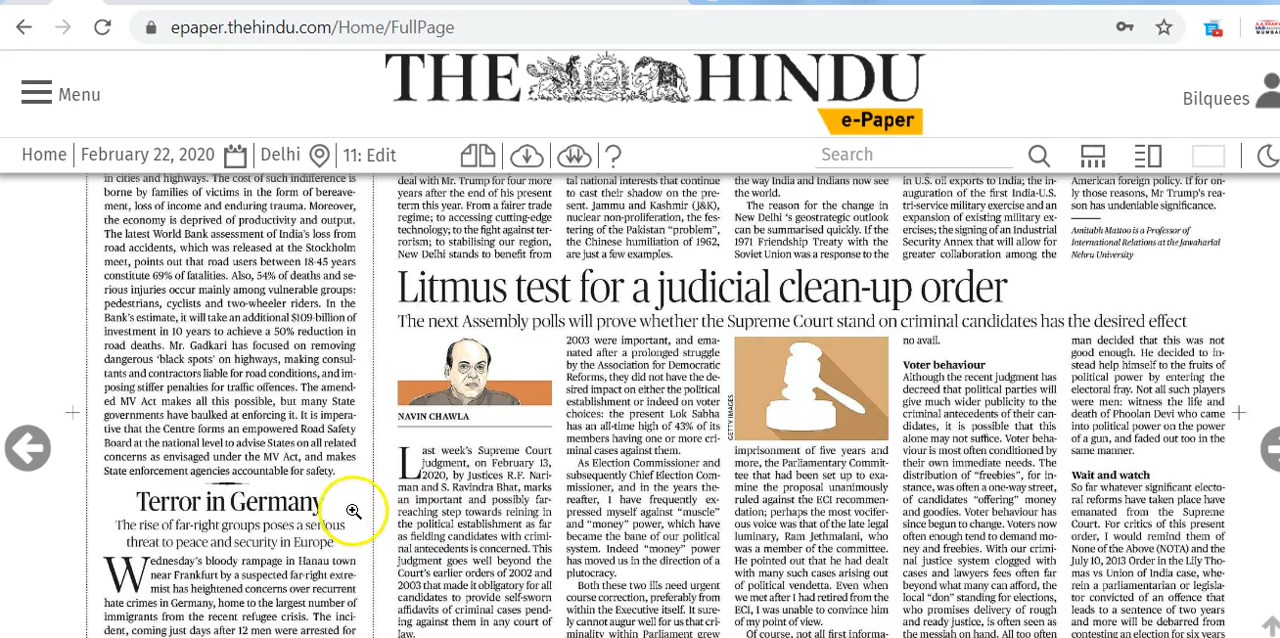 epaper.thehindu.com/Home/FullPage
THE HINDU
e-Paper
Menu
Bilquees
Home February 22, 2020 Delhi 11: Edit
Search
in cities and highways. The cost of such indifference is
borne by families of victims in the form of bereave-
ment, loss of income and enduring trauma. Moreover,
the economy is deprived of productivity and output.
The latest World Bank assessment of India's loss from
road accidents, which was released at the Stockholm
meet, points out that road users between 18-45 years
constitute 69% of fatalities. Also, 54% of deaths and se-
rious injuries occur mainly among vulnerable groups:
pedestrians, cyclists and two-wheeler riders. In the
Bank's estimate, it will take an additional $109-billion of
investment in 10 years to achieve a 50% reduction in
road deaths. Mr. Gadkari has focused on removing
dangerous 'black spots' on highways, making consul-
tants and contractors liable for road conditions, and im-
posing stiffer penalties for traffic offences. The amend-
ed MV Act makes all this possible, but many State
governments have baulked at enforcing it. It is impera-
tive that the Centre forms an empowered Road Safety
Board at the national level to advise States on all related
concerns as envisaged under the MV Act, and makes
State enforcement agencies accountable for safety.
Terror in Germany
The rise of far-right groups poses a serious
threat to peace and security in Europe
Wednesday's bloody rampage in Hanau town
near Frankfurt by a suspected far-right extre-
mist has heightened concerns over recurrent
hate crimes in Germany, home to the largest number of
immigrants from the recent refugee crisis. The inci-
dent, coming just days after 12 men were arrested for
deal with Mr. Trump for four more
years after the end of his present
term this year. From a fairer trade
regime; to accessing cutting-edge
technology; to the fight against ter-
rorism; to stabilising our region,
New Delhi stands to benefit from
tal national interests that continue
to cast their shadow on the pre-
sent. Jammu and Kashmir (J&K),
nuclear non-proliferation, the fes-
tering of the Pakistan "problem",
the Chinese humiliation of 1962,
are just a few examples.
the way India and Indians now see
the world.
The reason for the change in
New Delhi 's geostrategic outlook
can be summarised quickly. If the
1971 Friendship Treaty with the
Soviet Union was a response to the
in U.S. oil exports to India; the in-
auguration of the first India-U.S.
tri-service military exercise and an
expansion of existing military ex-
ercises; the signing of an Industrial
Security Annex that will allow for
greater collaboration among the
American foreign policy. If for on-
ly those reasons, Mr Trump's rea-
son has undeniable significance.
Amitabh Mattoo is a Professor of
International Relations at the Jawaharlal
Nehru University
Litmus test for a judicial clean-up order
The next Assembly polls will prove whether the Supreme Court stand on criminal candidates has the desired effect
NAVIN CHAWLA
Last week's Supreme Court
judgment, on February 13,
2020, by Justices R.F. Nari-
man and S. Ravindra Bhat, marks
an important and possibly far-
reaching step towards reining in
the political establishment as far
as fielding candidates with crimi-
nal antecedents is concerned. This
judgment goes well beyond the
Court's earlier orders of 2002 and
2003 that made it obligatory for all
candidates to provide self-sworn
affidavits of criminal cases pend-
ing against them in any court of
law.
2003 were important, and ema-
nated after a prolonged struggle
by the Association for Democratic
Reforms, they did not have the de-
sired impact on either the political
establishment or indeed on voter
choices: the present Lok Sabha
has an all-time high of 43% of its
members having one or more cri-
minal cases against them.
As Election Commissioner and
subsequently Chief Election Com-
missioner, and in the years the-
reafter, I have frequently ex-
pressed myself against "muscle"
and "money" power, which have
became the bane of our political
system. Indeed "money" power
has moved us in the direction of a
plutocracy.
Both these two ills need urgent
course correction, preferably from
within the Executive itself. It sure-
ly cannot augur well for us that cri-
minality within Parliament grew
GETTY IMAGES
imprisonment of five years and
more, the Parliamentary Commit-
tee that had been set up to exa-
mine the proposal unanimously
ruled against the ECI recommen-
dation; perhaps the most vocifer-
ous voice was that of the late legal
luminary, Ram Jethmalani, who
was a member of the committee.
He pointed out that he had dealt
with many such cases arising out
of political vendetta. Even when
we met after I had retired from the
ECI, I was unable to convince him
of my point of view.
Of course, not all first informa-
no avail.
Voter behaviour
Although the recent judgment has
decreed that political parties will
give much wider publicity to the
criminal antecedents of their can-
didates, it is possible that this
alone may not suffice. Voter beha-
viour is most often conditioned by
their own immediate needs. The
distribution of "freebies", for in-
stance, was often a one-way street,
of candidates "offering" money
and goodies. Voter behaviour has
since begun to change. Voters now
often enough tend to demand mo-
ney and freebies. With our crimi-
nal justice system clogged with
cases and lawyers fees often far
beyond what many can afford, the
local "don" standing for elections,
who promises delivery of rough
and ready justice, is often seen as
the messiah on hand. All too often
man decided that this was not
good enough. He decided to in-
stead help himself to the fruits of
political power by entering the
electoral fray. Not all such players
were men: witness the life and
death of Phoolan Devi who came
into political power on the power
of a gun, and faded out too in the
same manner.
Wait and watch
So far whatever significant electo-
ral reforms have taken place have
emanated from the Supreme
Court. For critics of this present
order, I would remind them of
None of the Above (NOTA) and the
July 10, 2013 Order in the Lily Tho-
mas vs Union of India case, whe-
rein a parliamentarian or legisla-
tor convicted of an offence that
leads to a sentence of two years
and more will be debarred from
contesting an election for six